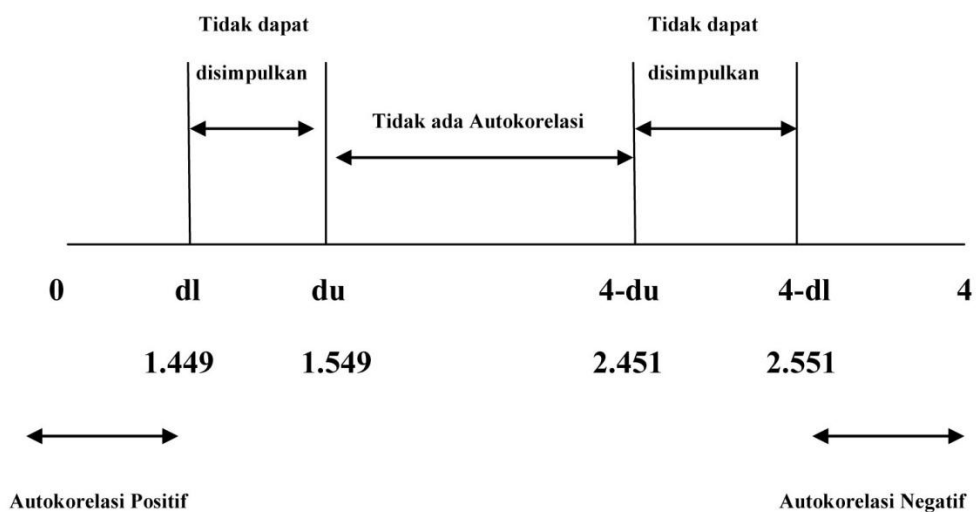 Tidak dapat
disimpulkan
Tidak dapat
disimpulkan
Tidak ada Autokorelasi
0 dl du 4-du 4-dl 4
1.449 1.549 2.451 2.551
Autokorelasi Positif
Autokorelasi Negatif